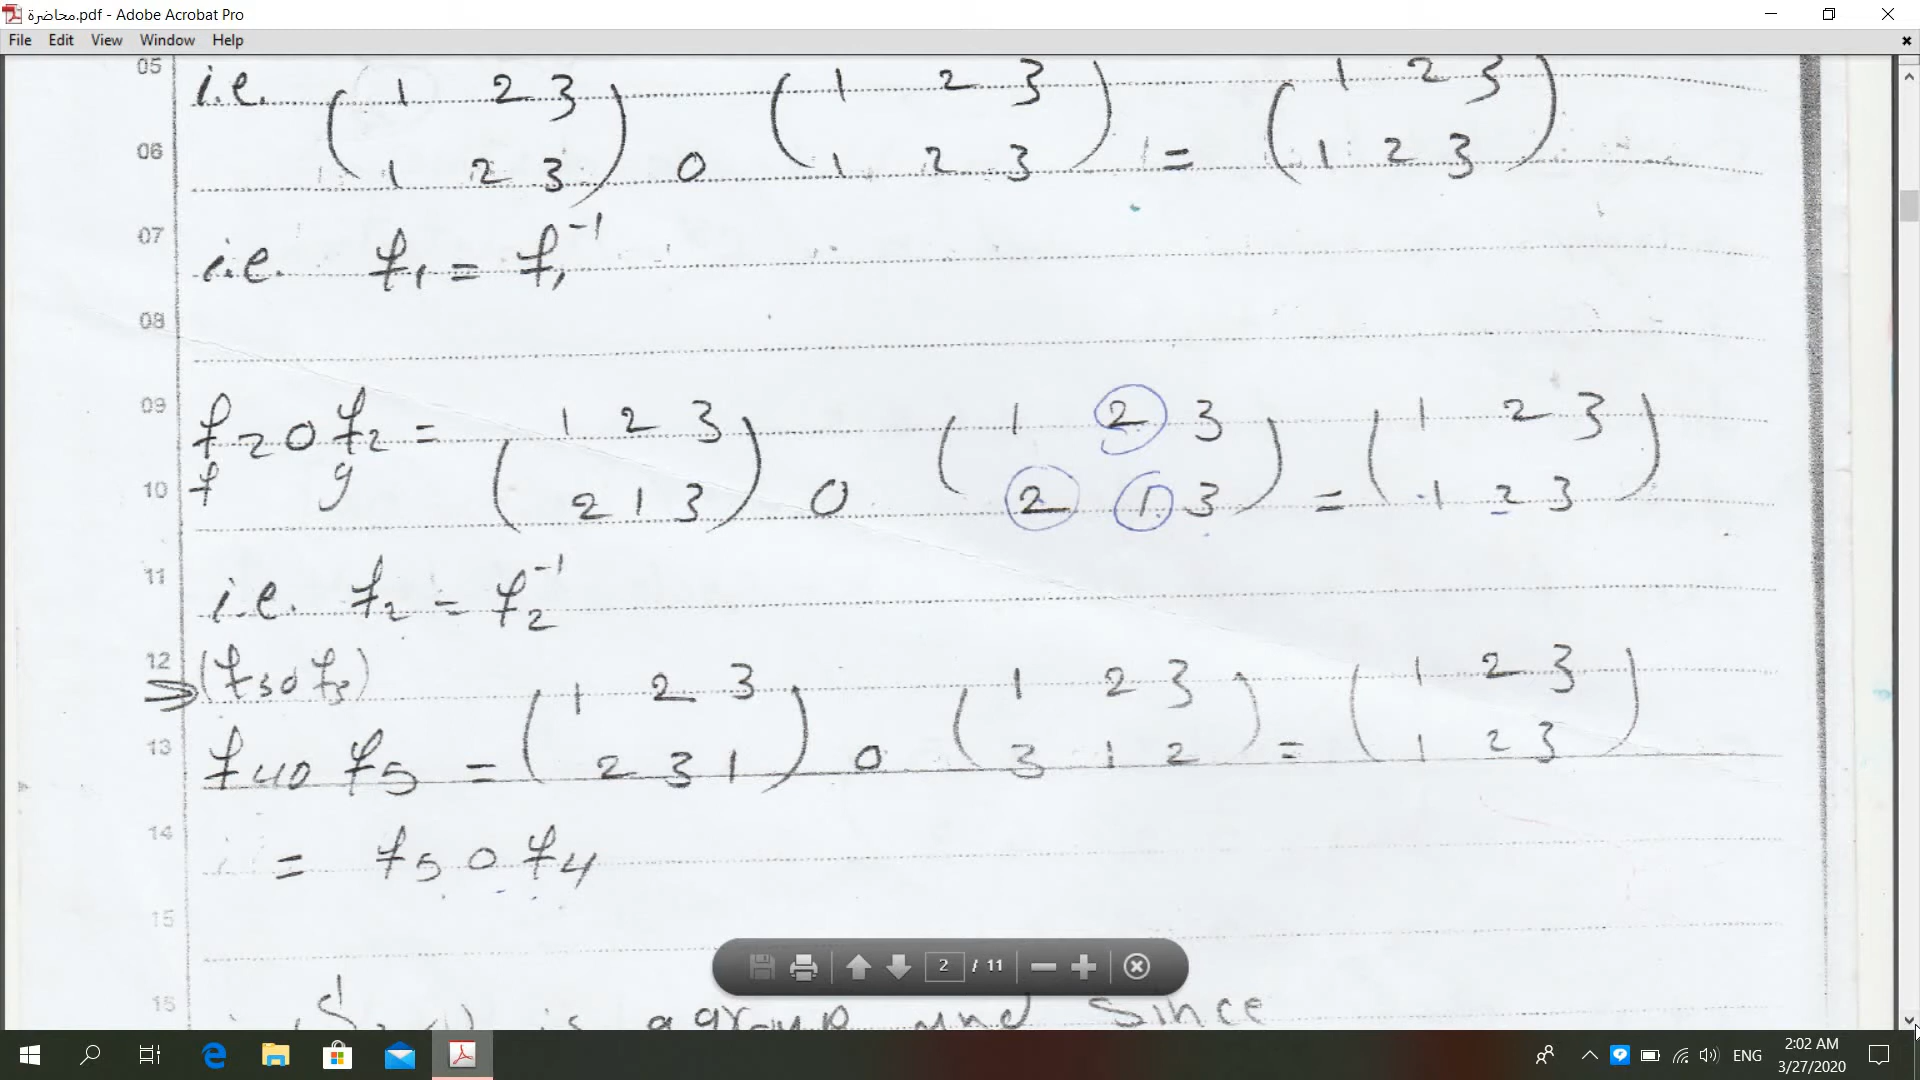 محاضرة.pdf - Adobe Acrobat Pro
File Edit View Window Help
05 i.e. ( 1 2 3 ) ( 1 2 3 ) ( 1 2 3 )
06 ( 1 2 3 ) o ( 1 2 3 ) = ( 1 2 3 )
07 i.e. f₁ = f₁⁻¹
08
09 f₂ o f₂ = ( 1 2 3 ) o ( 1 2 3 ) = ( 1 2 3 )
10 f g ( 2 1 3 ) ( 2 1 3 ) ( 1 2 3 )
11 i.e. f₂ = f₂⁻¹
12 (f₃ o f₃) ( 1 2 3 ) ( 1 2 3 ) ( 1 2 3 )
13 f₄ o f₅ = ( 2 3 1 ) o ( 3 1 2 ) = ( 1 2 3 )
14 = f₅ o f₄
15
15 is a group and since
2 / 11
ENG
2:02 AM
3/27/2020